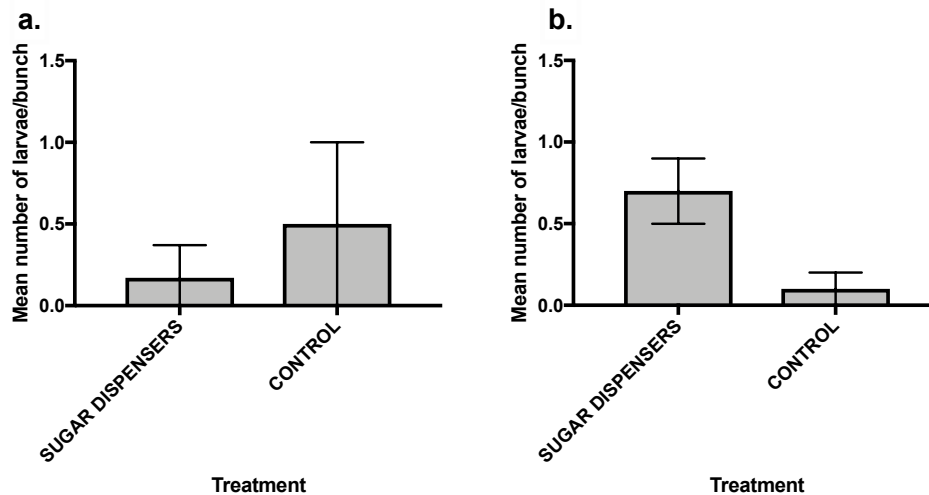 a.
Mean number of larvae/bunch
1.5
1.0
0.5
0.0
SUGAR DISPENSERS
CONTROL
Treatment
b.
Mean number of larvae/bunch
1.5
1.0
0.5
0.0
SUGAR DISPENSERS
CONTROL
Treatment